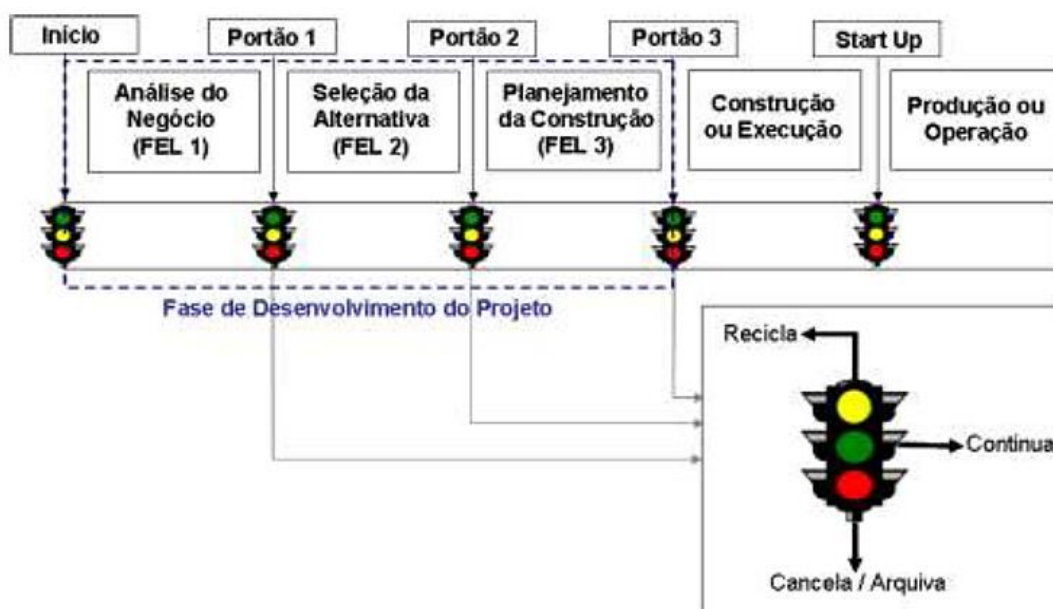 Início
Portão 1
Portão 2
Portão 3
Start Up
Análise do
Negócio
(FEL 1)
Seleção da
Alternativa
(FEL 2)
Planejamento
da Construção
(FEL 3)
Construção
ou Execução
Produção ou
Operação
Fase de Desenvolvimento do Projeto
Recicla
Continua
Cancela / Arquiva